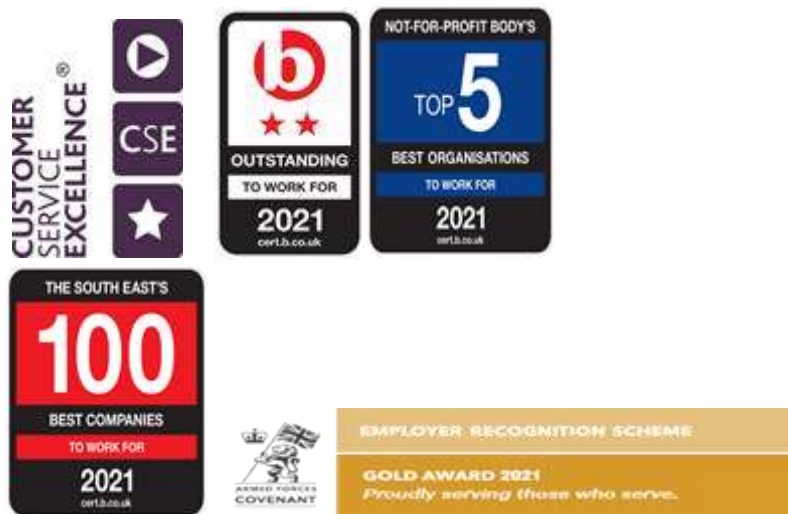 CUSTOMER
SERVICE
EXCELLENCE®
CSE
b
OUTSTANDING
TO WORK FOR
2021
cert.b.co.uk
NOT-FOR-PROFIT BODY'S
TOP 5
BEST ORGANISATIONS
TO WORK FOR
2021
cert.b.co.uk
THE SOUTH EAST'S
100
BEST COMPANIES
TO WORK FOR
2021
cert.b.co.uk
ARMED FORCES
COVENANT
EMPLOYER RECOGNITION SCHEME
GOLD AWARD 2021
Proudly serving those who serve.